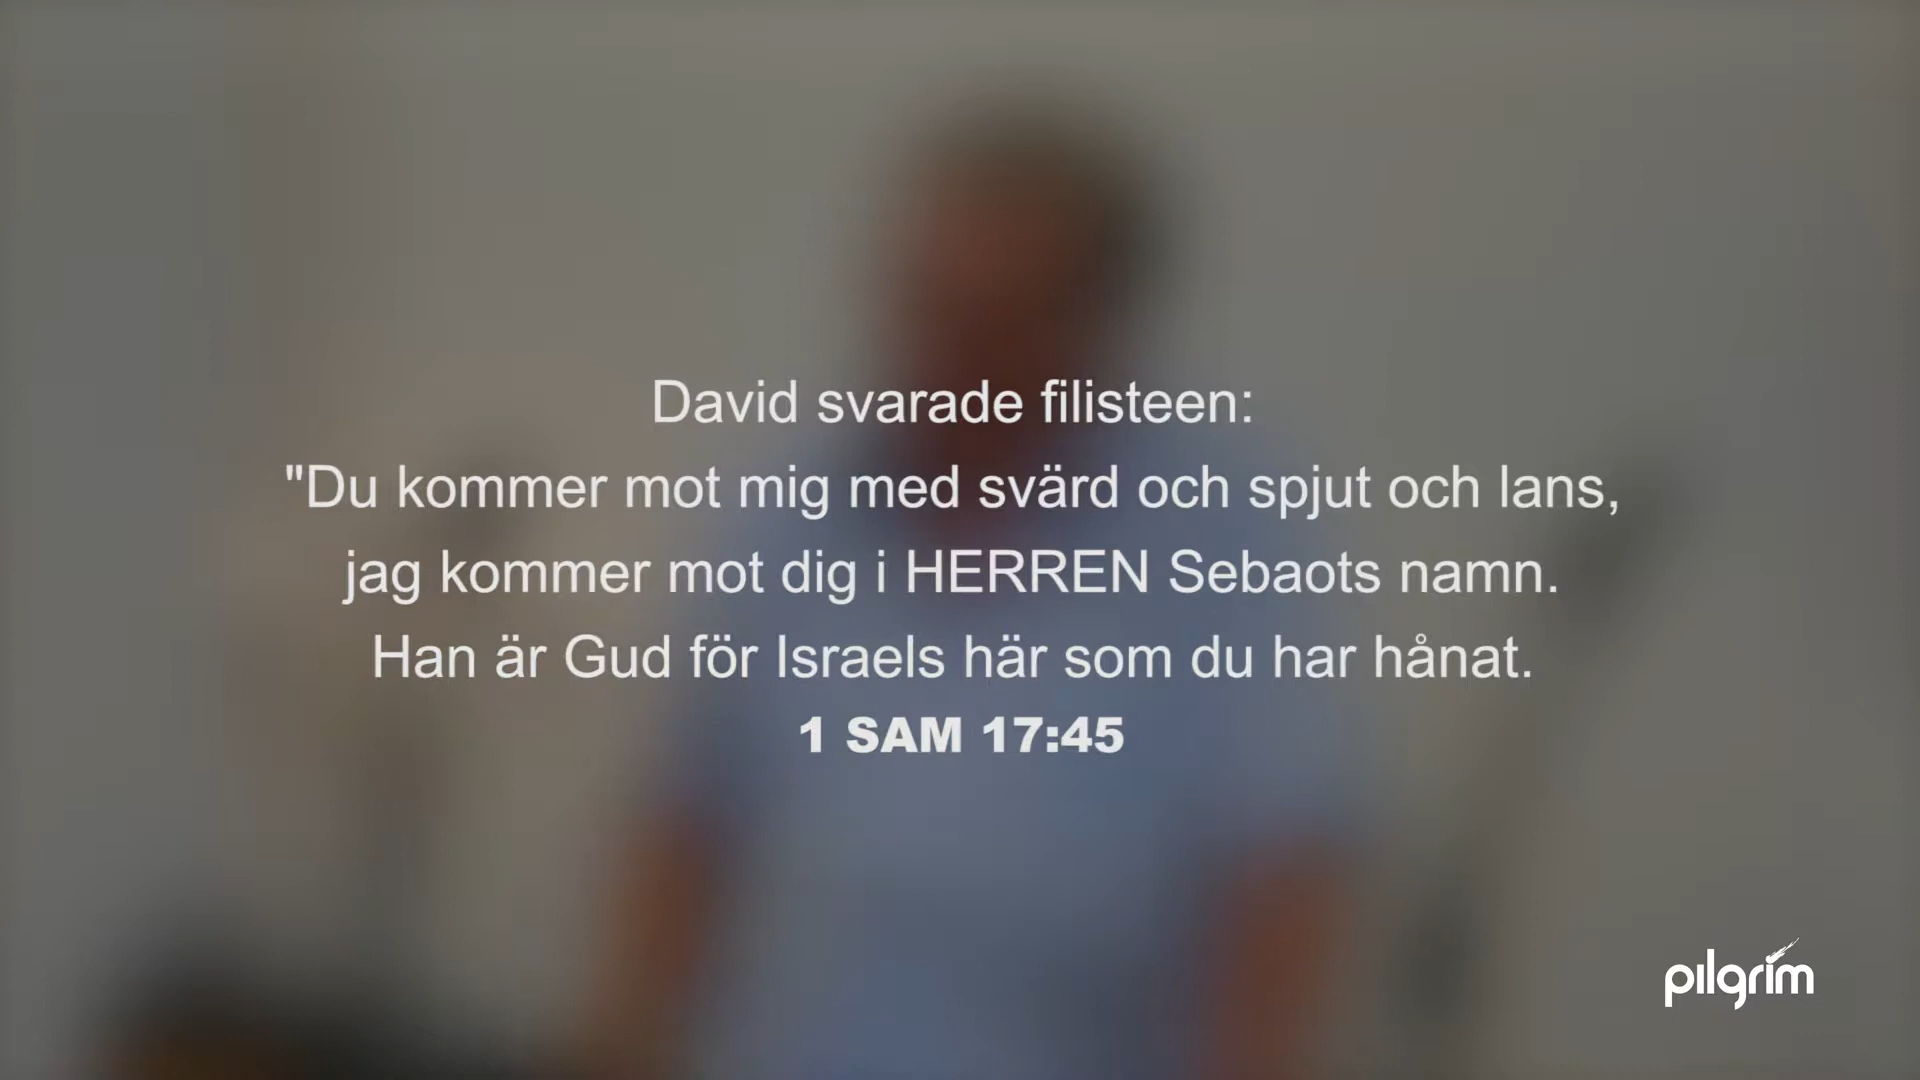 David svarade filisteen:
"Du kommer mot mig med svärd och spjut och lans,
jag kommer mot dig i HERREN Sebaots namn.
Han är Gud för Israels här som du har hånat.
1 SAM 17:45
pilgrim